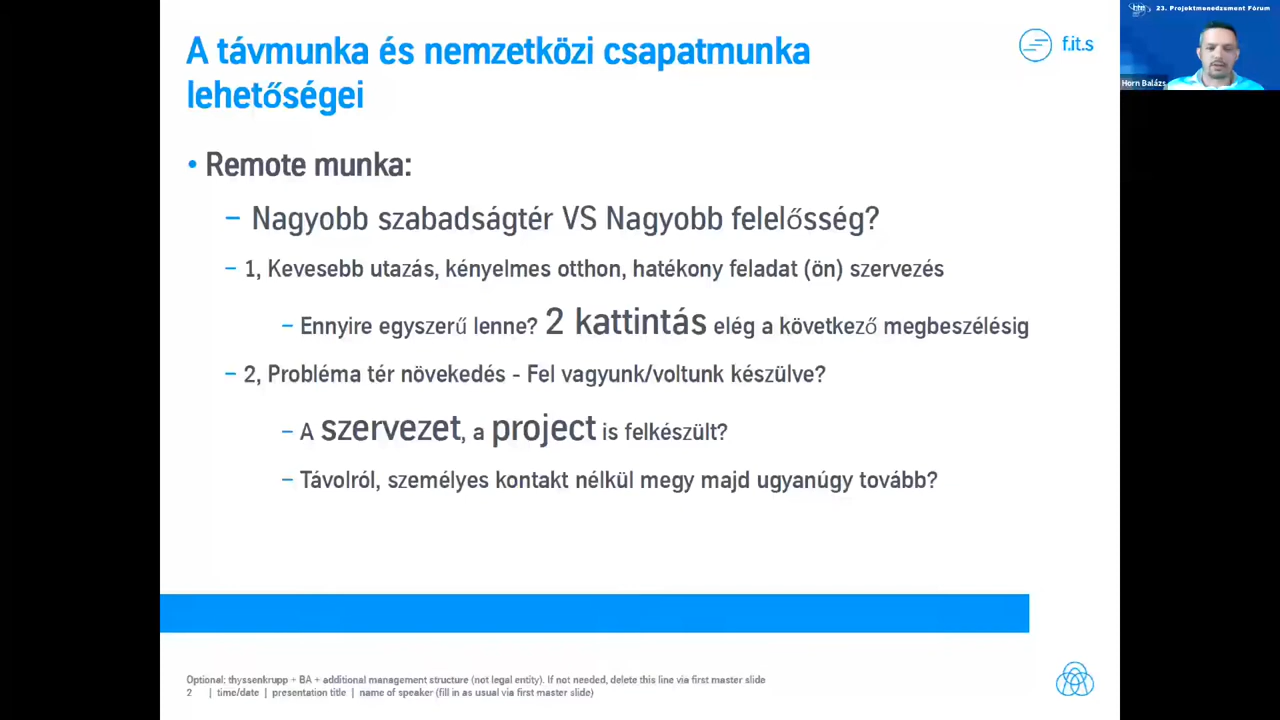 A távmunka és nemzetközi csapatmunka
lehetőségei
f.it.s
23. Projektmenedzsment Fórum
Horn Balázs
• Remote munka:
– Nagyobb szabadságtér VS Nagyobb felelősség?
– 1, Kevesebb utazás, kényelmes otthon, hatékony feladat (ön) szervezés
– Ennyire egyszerű lenne? 2 kattintás elég a következő megbeszélésig
– 2, Probléma tér növekedés - Fel vagyunk/voltunk készülve?
– A szervezet, a project is felkészült?
– Távolról, személyes kontakt nélkül megy majd ugyanúgy tovább?
Optional: thyssenkrupp + BA + additional management structure (not legal entity). If not needed, delete this line via first master slide
2 | time/date | presentation title | name of speaker (fill in as usual via first master slide)